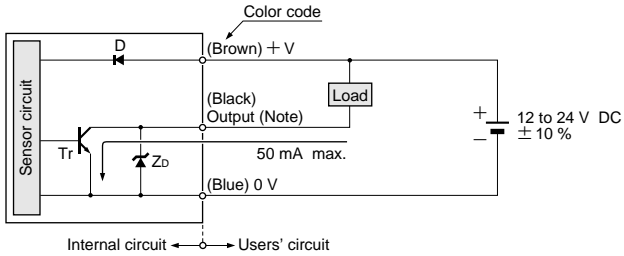 Color code
D
(Brown) + V
Sensor circuit
(Black)
Output (Note)
Load
+
−
12 to 24 V DC
± 10 %
Tr
ZD
50 mA max.
(Blue) 0 V
Internal circuit
Users' circuit